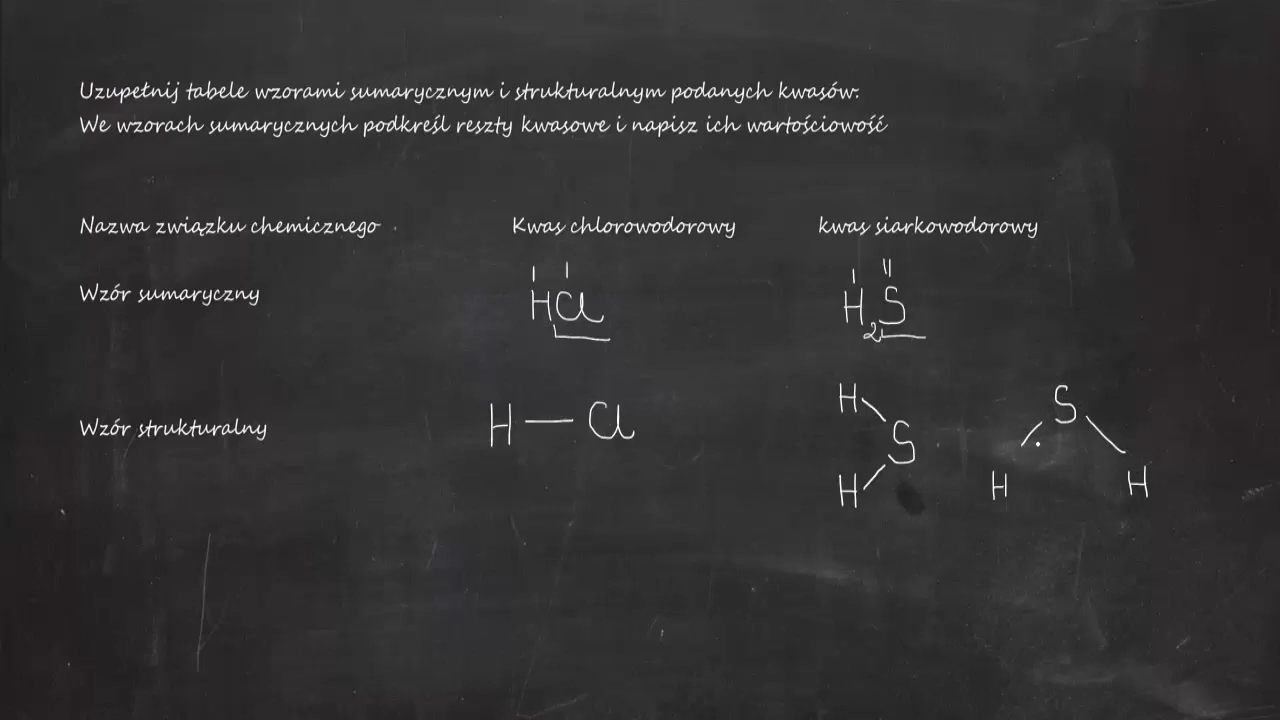 Uzupełnij tabele wzorami sumarycznym i strukturalnym podanych kwasów.
We wzorach sumarycznych podkreśl reszty kwasowe i napisz ich wartościowość
Nazwa związku chemicznego Kwas chlorowodorowy kwas siarkowodorowy
I I I II
Wzór sumaryczny HCl H2S
H S
Wzór strukturalny H — Cl S
H H H